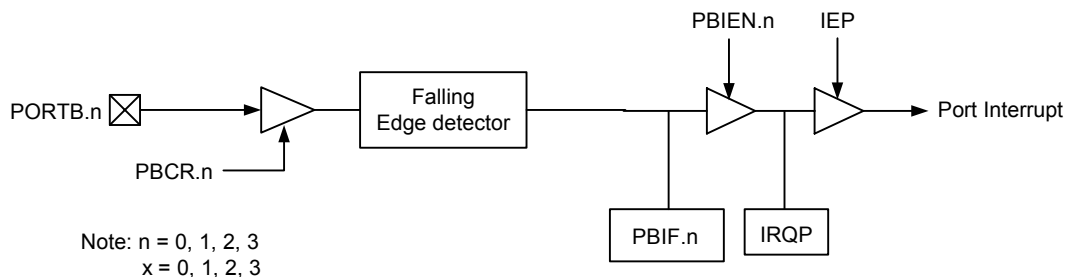 PBIEN.n
IEP
PORTB.n
Falling
Edge detector
Port Interrupt
PBCR.n
PBIF.n
IRQP
Note: n = 0, 1, 2, 3
x = 0, 1, 2, 3